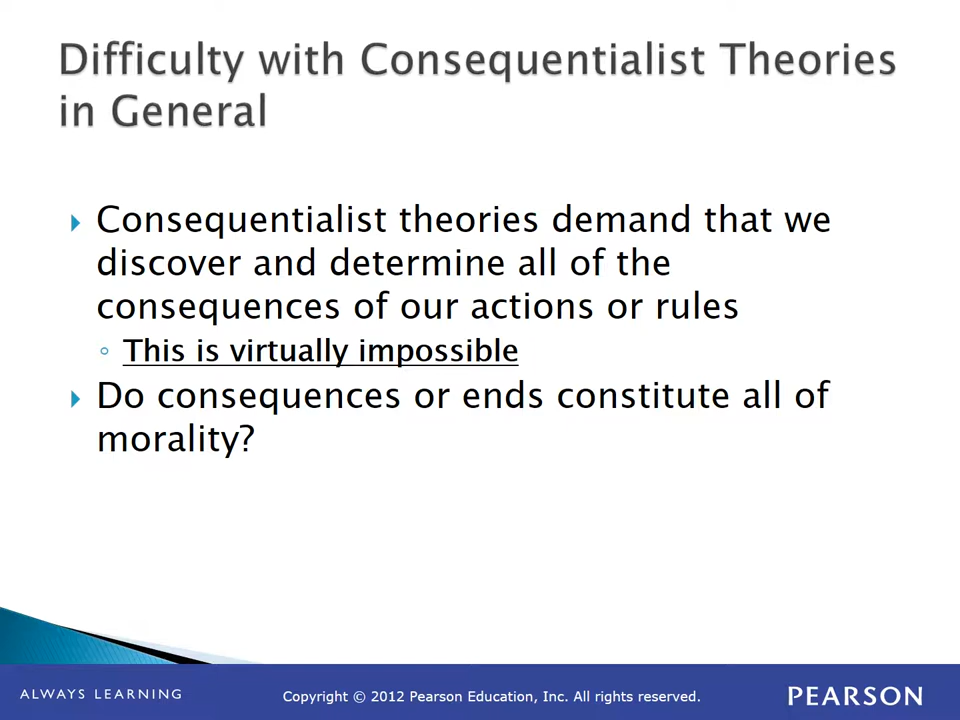 Difficulty with Consequentialist Theories
in General
Consequentialist theories demand that we
discover and determine all of the
consequences of our actions or rules
This is virtually impossible
Do consequences or ends constitute all of
morality?
ALWAYS LEARNING
Copyright © 2012 Pearson Education, Inc. All rights reserved.
PEARSON